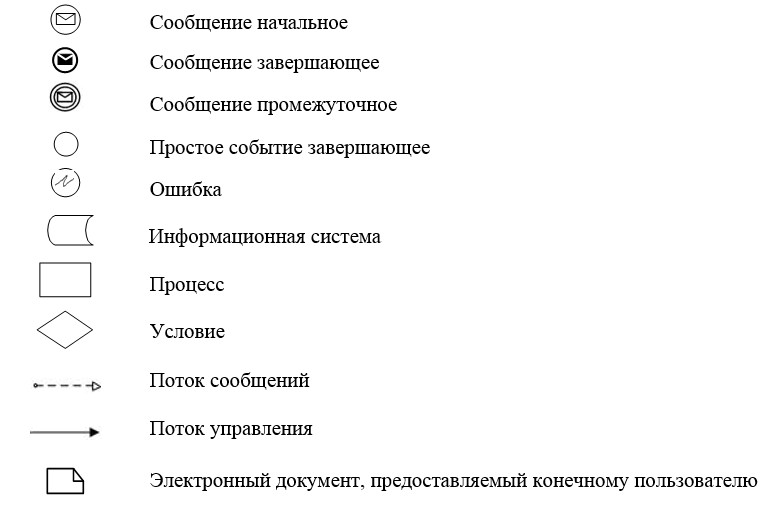 Сообщение начальное
Сообщение завершающее
Сообщение промежуточное
Простое событие завершающее
Ошибка
Информационная система
Процесс
Условие
Поток сообщений
Поток управления
Электронный документ, предоставляемый конечному пользователю